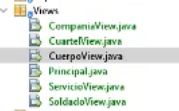 Views
CompaniaView.java
CuartelView.java
CuerpoView.java
Principal.java
ServicioView.java
SoldadoView.java